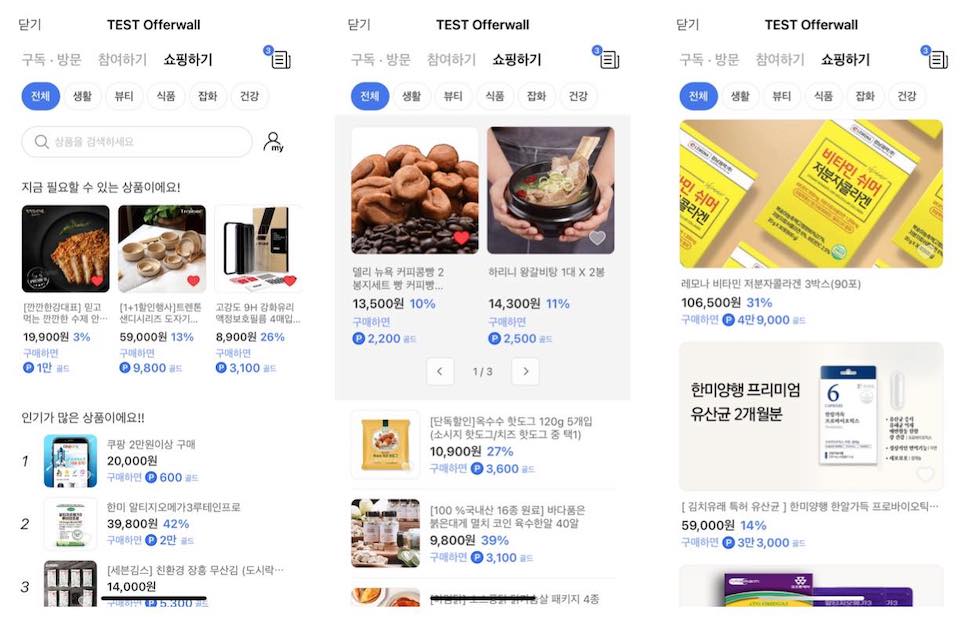 닫기
TEST Offerwall
구독 · 방문 참여하기 쇼핑하기
3
전체 생활 뷰티 식품 잡화 건강
상품을 검색하세요
my
지금 필요할 수 있는 상품이에요!
[깐깐한강대표] 믿고
먹는 깐깐한 수제 안…
19,900원 3%
구매하면
P 1만 골드
[1+1할인행사]트렌톤
샌디시리즈 도자기…
59,000원 13%
구매하면
P 9,800 골드
고강도 9H 강화유리
액정보호필름 4매입…
8,900원 26%
구매하면
P 3,100 골드
인기가 많은 상품이에요!!
1
쿠팡 2만원이상 구매
20,000원
구매하면 P 600 골드
2
한미 알티지오메가3루테인프로
39,800원 42%
구매하면 P 2만 골드
3
[세븐김스] 친환경 장흥 무산김 (도시락…
14,000원
구매하면 P 5,300 골드
닫기
TEST Offerwall
구독 · 방문 참여하기 쇼핑하기
3
전체 생활 뷰티 식품 잡화 건강
델리 뉴욕 커피콩빵 2
봉지세트 빵 커피…
13,500원 10%
구매하면
P 2,200 골드
하리니 왕갈비탕 1대 X 2봉
14,300원 11%
구매하면
P 2,500 골드
1 / 3
[단독할인]옥수수 핫도그 120g 5개입
(소시지 핫도그/치즈 핫도그 중 택1)
10,900원 27%
구매하면 P 3,600 골드
[100 %국내산 16종 원료] 바다품은
붉은대게 멸치 코인 육수한알 40알
9,800원 39%
구매하면 P 3,100 골드
패키지 4종
닫기
TEST Offerwall
구독 · 방문 참여하기 쇼핑하기
3
전체 생활 뷰티 식품 잡화 건강
LEMONA
비타민 쉬머
저분자콜라겐
레모나 비타민 저분자콜라겐 3박스(90포)
106,500원 31%
구매하면 P 4만 9,000 골드
한미양행 프리미엄
유산균 2개월분
6
[ 김치유래 특허 유산균 ] 한미양행 한알가득 프로바이오틱…
59,000원 14%
구매하면 P 3만 3,000 골드